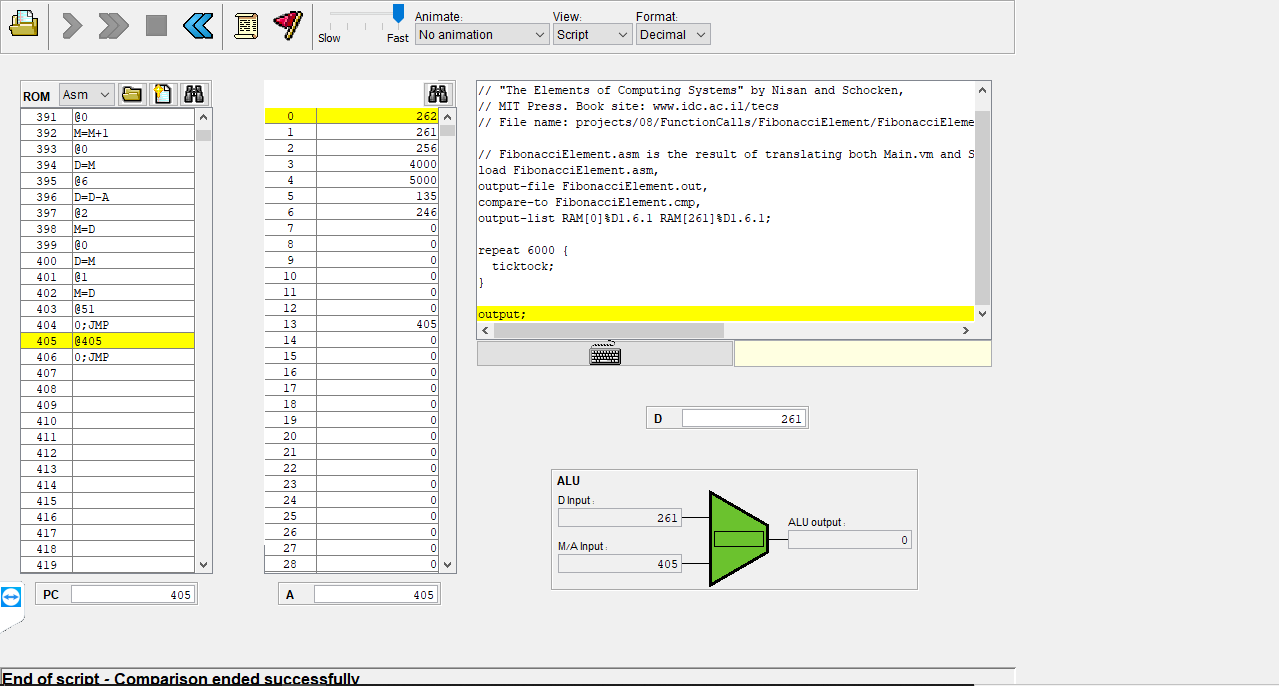 Animate: View: Format:
Slow Fast No animation Script Decimal
ROM Asm
391 @0
392 M=M+1
393 @0
394 D=M
395 @6
396 D=D-A
397 @2
398 M=D
399 @0
400 D=M
401 @1
402 M=D
403 @51
404 0;JMP
405 @405
406 0;JMP
407
408
409
410
411
412
413
414
415
416
417
418
419
PC 405
0 262
1 261
2 256
3 4000
4 5000
5 135
6 246
7 0
8 0
9 0
10 0
11 0
12 0
13 405
14 0
15 0
16 0
17 0
18 0
19 0
20 0
21 0
22 0
23 0
24 0
25 0
26 0
27 0
28 0
A 405
// "The Elements of Computing Systems" by Nisan and Schocken,
// MIT Press. Book site: www.idc.ac.il/tecs
// File name: projects/08/FunctionCalls/FibonacciElement/FibonacciEleme
// FibonacciElement.asm is the result of translating both Main.vm and S
load FibonacciElement.asm,
output-file FibonacciElement.out,
compare-to FibonacciElement.cmp,
output-list RAM[0]%D1.6.1 RAM[261]%D1.6.1;
repeat 6000 {
ticktock;
}
output;
D 261
ALU
D Input :
261
M/A Input :
405
ALU output :
0
End of script - Comparison ended successfully